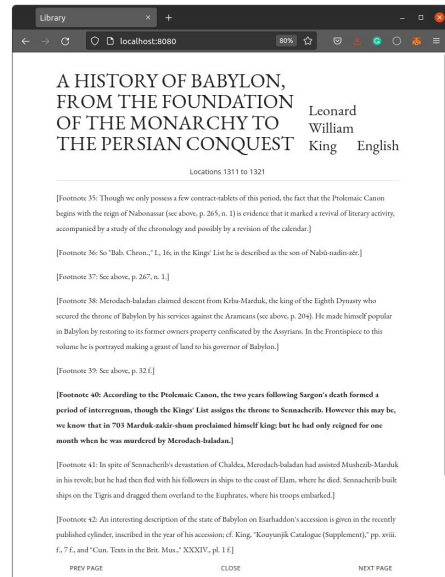 Library
localhost:8080
80%
A HISTORY OF BABYLON,
FROM THE FOUNDATION
OF THE MONARCHY TO
THE PERSIAN CONQUEST
Leonard
William
King
English
Locations 1311 to 1321
[Footnote 35: Though we only possess a few contract-tablets of this period, the fact that the Ptolemaic Canon
begins with the reign of Nabonassar (see above, p. 265, n. 1) is evidence that it marked a revival of literary activity,
accompanied by a study of the chronology and possibly by a revision of the calendar.]
[Footnote 36: So "Bab. Chron.," I., 16; in the Kings' List he is described as the son of Nabû-nadin-zêr.]
[Footnote 37: See above, p. 267, n. 1.]
[Footnote 38: Merodach-baladan claimed descent from Erba-Marduk, the king of the Eighth Dynasty who
secured the throne of Babylon by his services against the Arameans (see above, p. 204). He made himself popular
in Babylon by restoring to its former owners property confiscated by the Assyrians. In the Frontispiece to this
volume he is portrayed making a grant of land to his governor of Babylon.]
[Footnote 39: See above, p. 32 f.]
[Footnote 40: According to the Ptolemaic Canon, the two years following Sargon's death formed a
period of interregnum, though the Kings' List assigns the throne to Sennacherib. However this may be,
we know that in 703 Marduk-zakir-shum proclaimed himself king; but he had only reigned for one
month when he was murdered by Merodach-baladan.]
[Footnote 41: In spite of Sennacherib's devastation of Chaldea, Merodach-baladan had assisted Mushezib-Marduk
in his revolt; but he had then fled with his followers in ships to the coast of Elam, where he died. Sennacherib built
ships on the Tigris and dragged them overland to the Euphrates, where his troops embarked.]
[Footnote 42: An interesting description of the state of Babylon on Esarhaddon's accession is given in the recently
published cylinder, inscribed in the year of his accession; cf. King, "Kouyunjik Catalogue (Supplement)," pp. xviii.
f., 7 f., and "Cun. Texts in the Brit. Mus.," XXXIV., pl. 1 f.]
PREV PAGE
CLOSE
NEXT PAGE